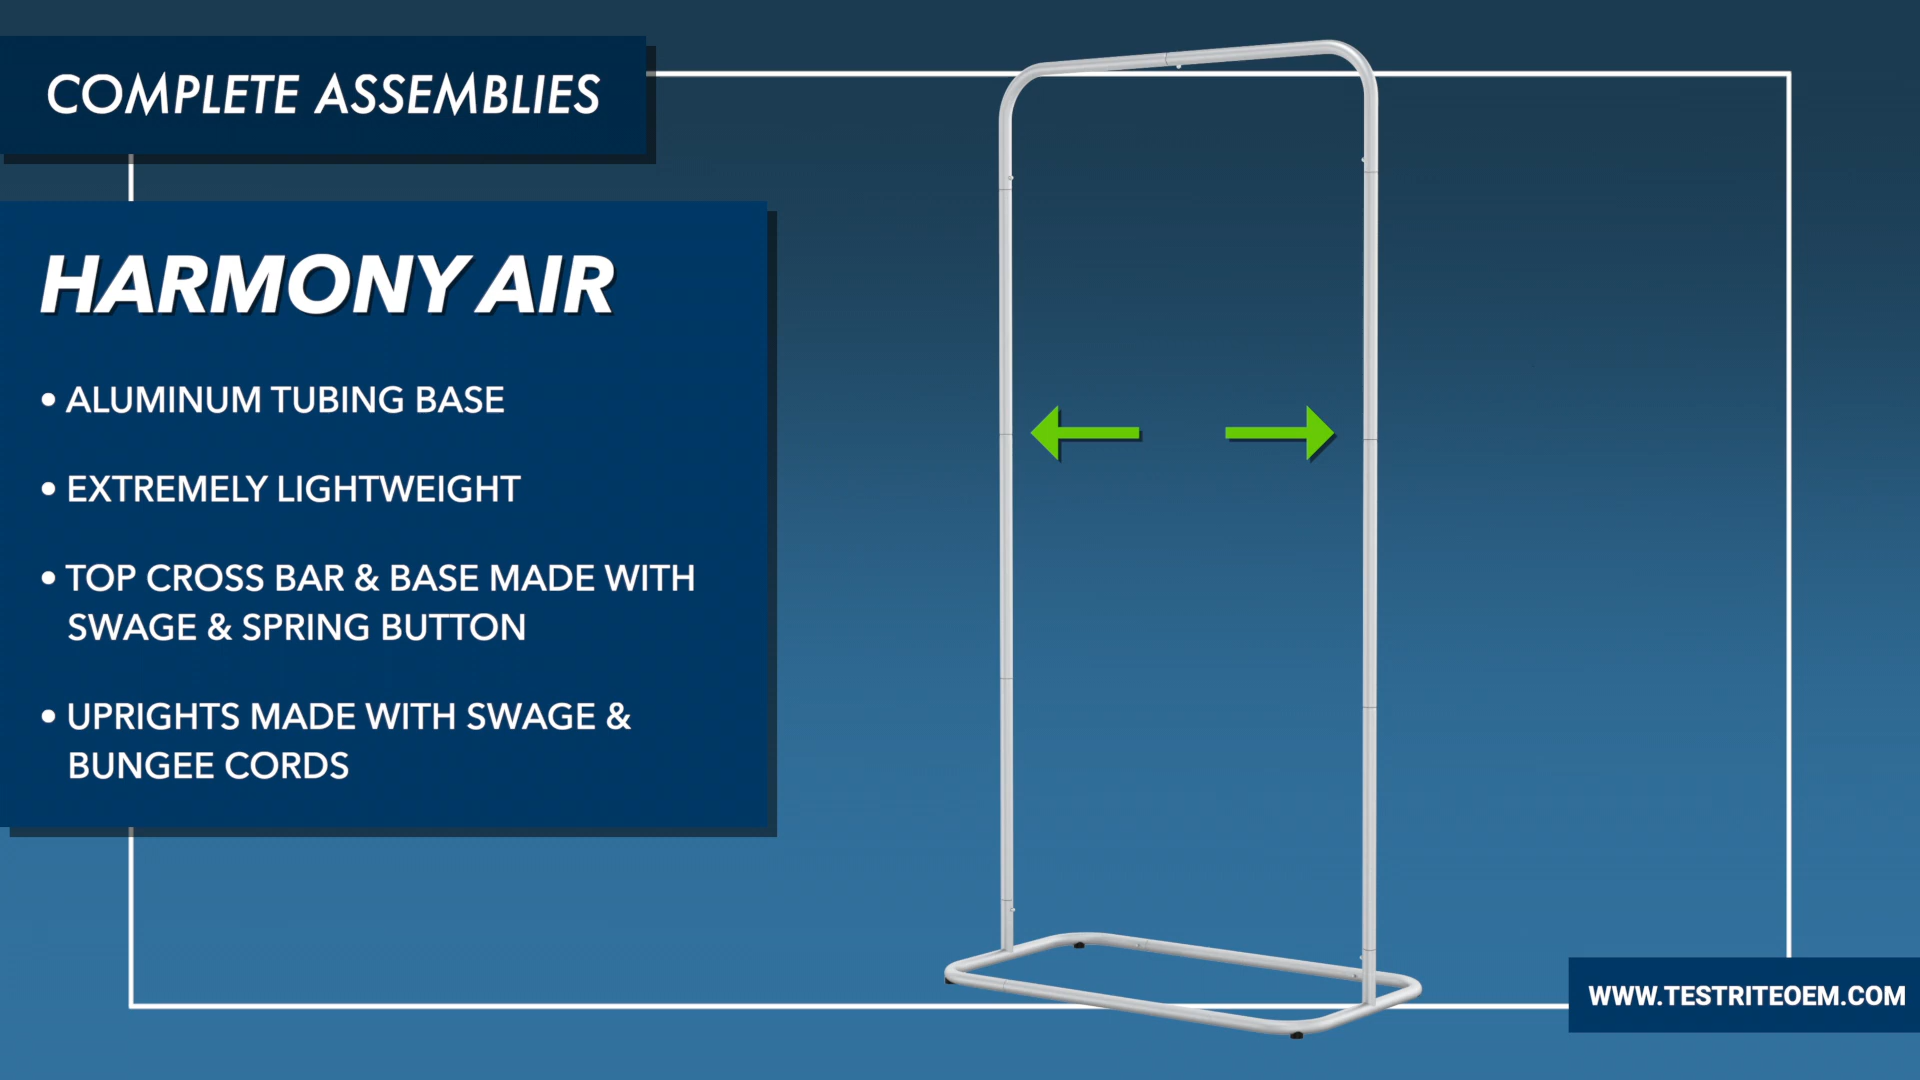 COMPLETE ASSEMBLIES
HARMONY AIR
• ALUMINUM TUBING BASE
• EXTREMELY LIGHTWEIGHT
• TOP CROSS BAR & BASE MADE WITH
SWAGE & SPRING BUTTON
• UPRIGHTS MADE WITH SWAGE &
BUNGEE CORDS
WWW.TESTRITEOEM.COM